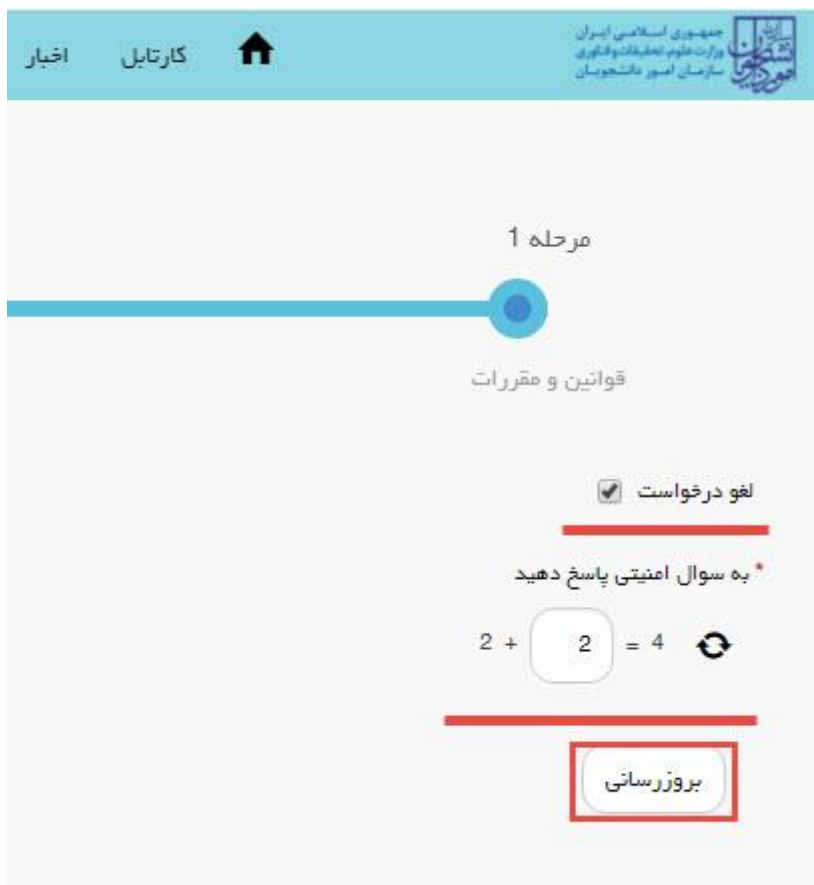 جمهوری اسلامی ایران
وزارت علوم، تحقیقات و فناوری
سازمان امور دانشجویان
کارتابل
اخبار
مرحله 1
قوانین و مقررات
لغو درخواست
* به سوال امنیتی پاسخ دهید
2 + 2 = 4
بروزرسانی